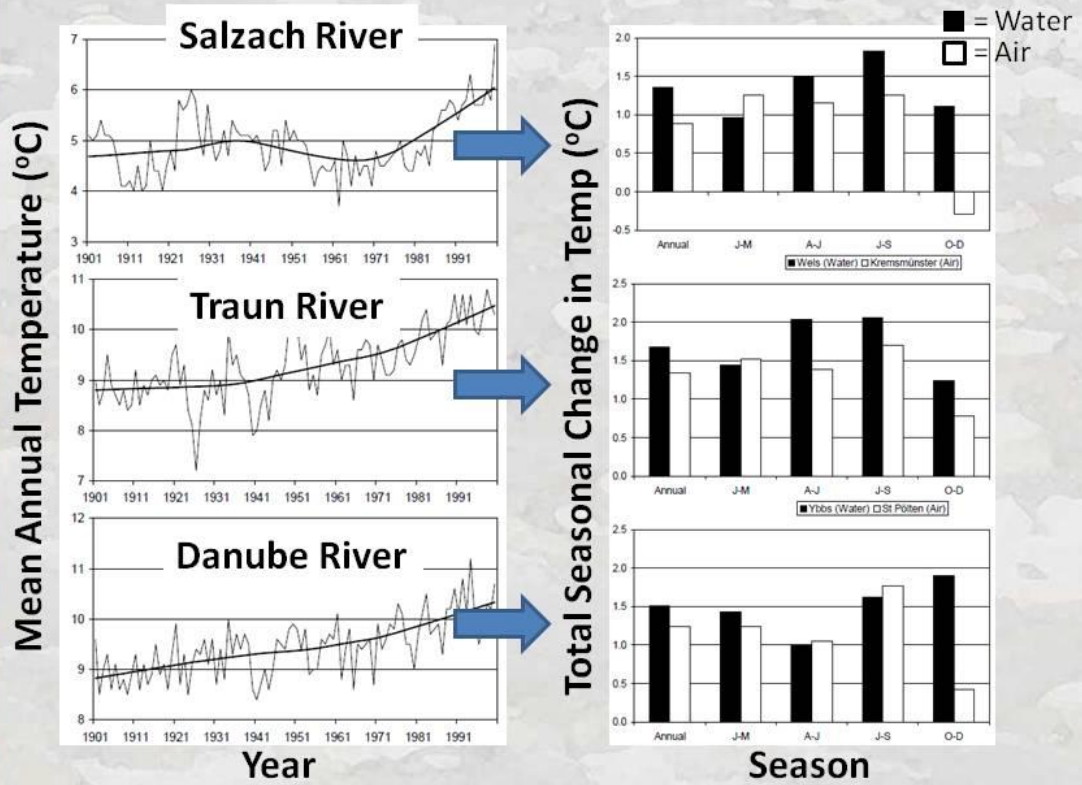 ■ = Water
□ = Air
Mean Annual Temperature (°C)
Salzach River
7
6
5
4
3
1901 1911 1921 1931 1941 1951 1961 1971 1981 1991
Traun River
11
10
9
8
7
1901 1911 1921 1931 1941 1951 1961 1971 1981 1991
Danube River
12
11
10
9
8
1901 1911 1921 1931 1941 1951 1961 1971 1981 1991
Year
Total Seasonal Change in Temp (°C)
2.0
1.5
1.0
0.5
0.0
-0.5
Annual J-M A-J J-S O-D
■ Wels (Water) □ Kremsmünster (Air)
2.5
2.0
1.5
1.0
0.5
0.0
Annual J-M A-J J-S O-D
■ Ybbs (Water) □ St Pölten (Air)
2.5
2.0
1.5
1.0
0.5
0.0
Annual J-M A-J J-S O-D
Season